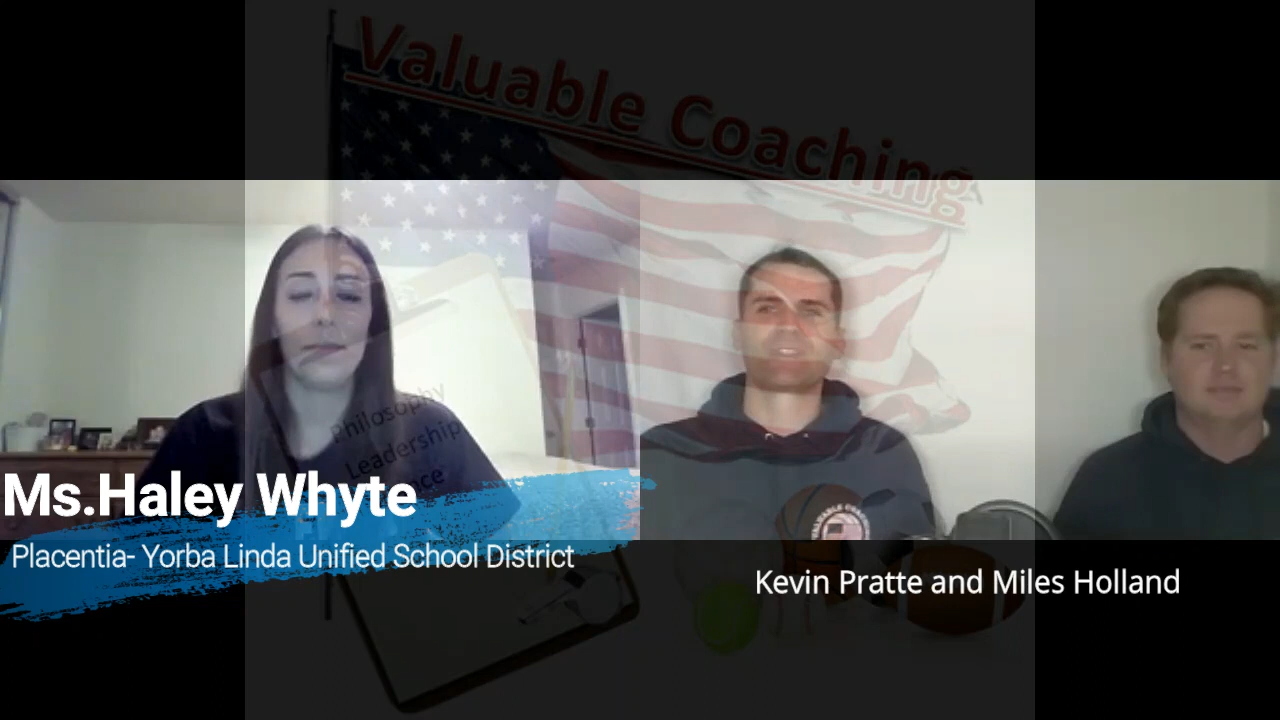 Valuable Coaching
Philosophy
Leadership
Ms.Haley Whyte
Placentia- Yorba Linda Unified School District
Kevin Pratte and Miles Holland